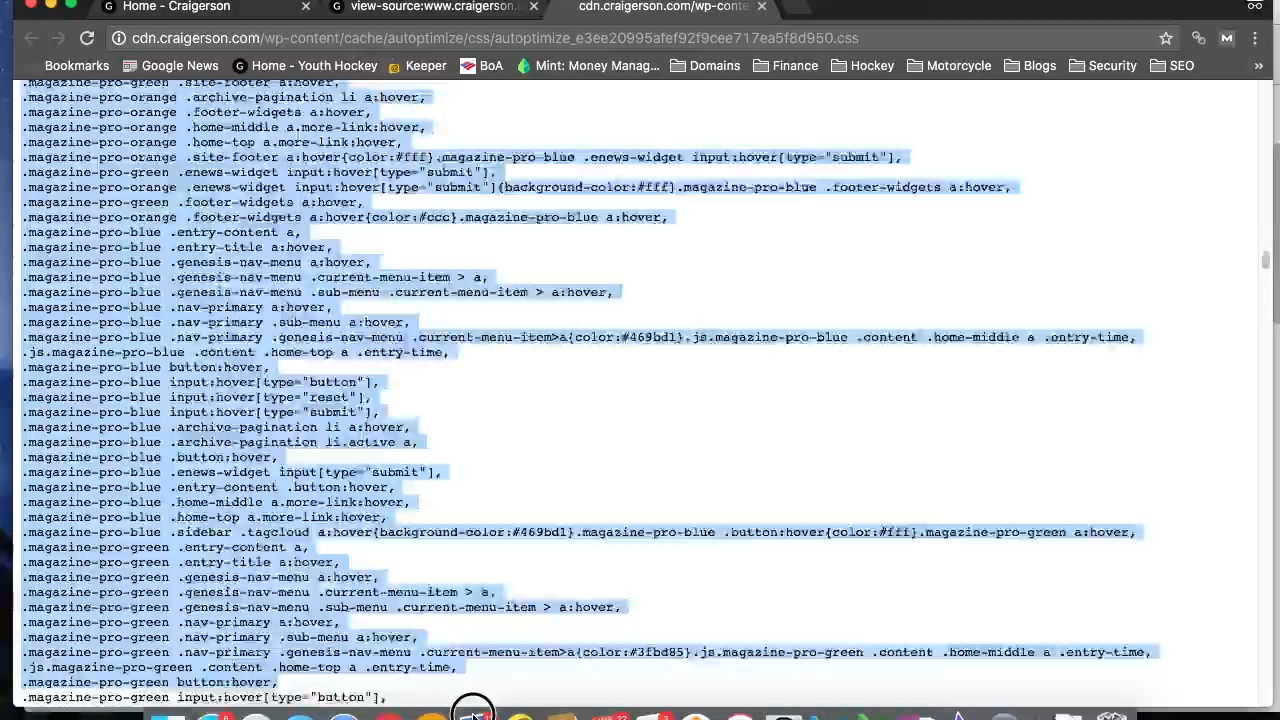 Home - Craigerson
view-source:www.craigerson.
cdn.craigerson.com/wp-conte
cdn.craigerson.com/wp-content/cache/autoptimize/css/autoptimize_e3ee20995afef92f9cee717ea5f8d950.css
Bookmarks Google News Home - Youth Hockey Keeper BoA Mint: Money Manag... Domains Finance Hockey Motorcycle Blogs Security SEO »
.magazine-pro-green .site-footer a:hover,
.magazine-pro-orange .archive-pagination li a:hover,
.magazine-pro-orange .footer-widgets a:hover,
.magazine-pro-orange .home-middle a.more-link:hover,
.magazine-pro-orange .home-top a.more-link:hover,
.magazine-pro-orange .site-footer a:hover{color:#fff}.magazine-pro-blue .enews-widget input:hover[type="submit"],
.magazine-pro-green .enews-widget input:hover[type="submit"],
.magazine-pro-orange .enews-widget input:hover[type="submit"]{background-color:#fff}.magazine-pro-blue .footer-widgets a:hover,
.magazine-pro-green .footer-widgets a:hover,
.magazine-pro-orange .footer-widgets a:hover{color:#ccc}.magazine-pro-blue a:hover,
.magazine-pro-blue .entry-content a,
.magazine-pro-blue .entry-title a:hover,
.magazine-pro-blue .genesis-nav-menu a:hover,
.magazine-pro-blue .genesis-nav-menu .current-menu-item > a,
.magazine-pro-blue .genesis-nav-menu .sub-menu .current-menu-item > a:hover,
.magazine-pro-blue .nav-primary a:hover,
.magazine-pro-blue .nav-primary .sub-menu a:hover,
.magazine-pro-blue .nav-primary .genesis-nav-menu .current-menu-item>a{color:#469bd1}.js.magazine-pro-blue .content .home-middle a .entry-time,
.js.magazine-pro-blue .content .home-top a .entry-time,
.magazine-pro-blue button:hover,
.magazine-pro-blue input:hover[type="button"],
.magazine-pro-blue input:hover[type="reset"],
.magazine-pro-blue input:hover[type="submit"],
.magazine-pro-blue .archive-pagination li a:hover,
.magazine-pro-blue .archive-pagination li.active a,
.magazine-pro-blue .button:hover,
.magazine-pro-blue .enews-widget input[type="submit"],
.magazine-pro-blue .entry-content .button:hover,
.magazine-pro-blue .home-middle a.more-link:hover,
.magazine-pro-blue .home-top a.more-link:hover,
.magazine-pro-blue .sidebar .tagcloud a:hover{background-color:#469bd1}.magazine-pro-blue .button:hover{color:#fff}.magazine-pro-green a:hover,
.magazine-pro-green .entry-content a,
.magazine-pro-green .entry-title a:hover,
.magazine-pro-green .genesis-nav-menu a:hover,
.magazine-pro-green .genesis-nav-menu .current-menu-item > a,
.magazine-pro-green .genesis-nav-menu .sub-menu .current-menu-item > a:hover,
.magazine-pro-green .nav-primary a:hover,
.magazine-pro-green .nav-primary .sub-menu a:hover,
.magazine-pro-green .nav-primary .genesis-nav-menu .current-menu-item>a{color:#3fbd85}.js.magazine-pro-green .content .home-middle a .entry-time,
.js.magazine-pro-green .content .home-top a .entry-time,
.magazine-pro-green button:hover,
.magazine-pro-green input:hover[type="button"],